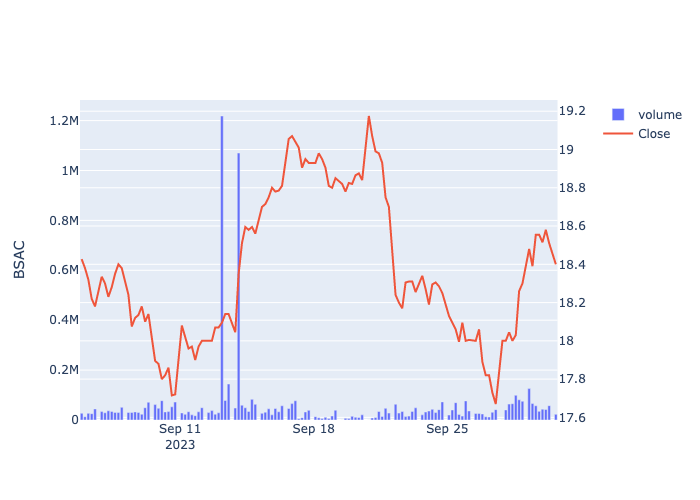 BSAC
1.2M
1M
0.8M
0.6M
0.4M
0.2M
0
19.2
19
18.8
18.6
18.4
18.2
18
17.8
17.6
Sep 11
2023
Sep 18
Sep 25
volume
Close